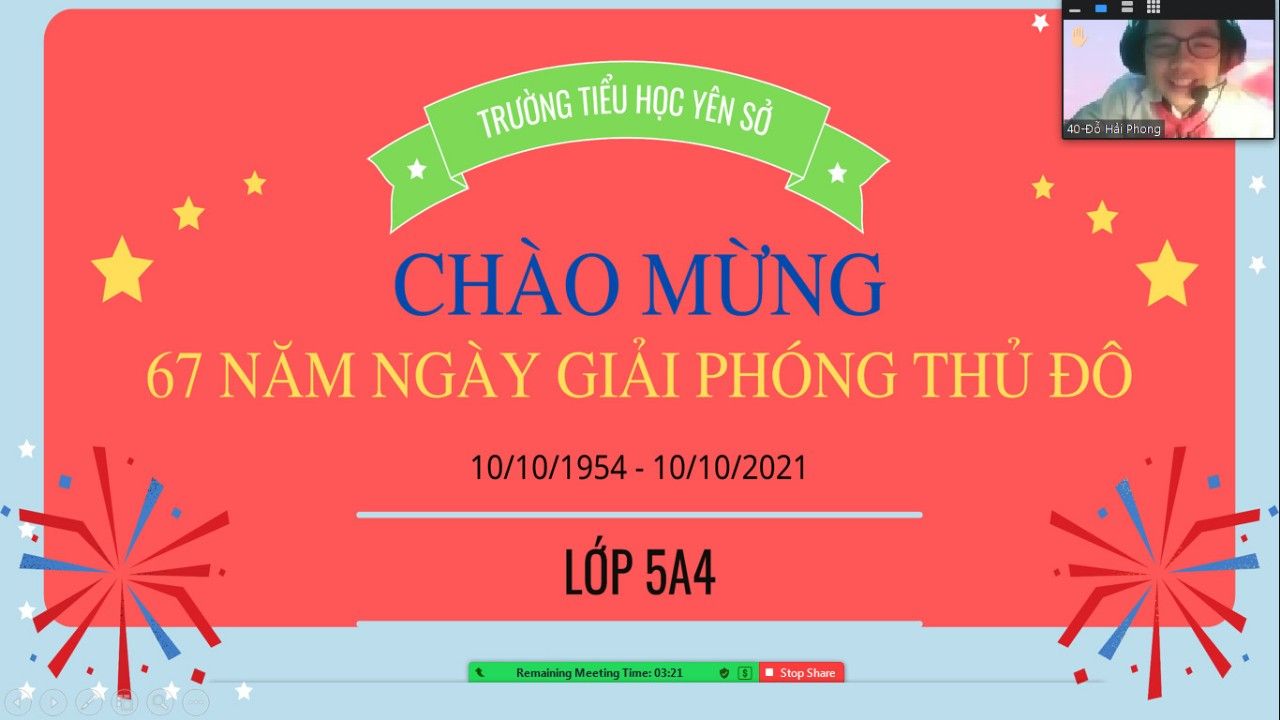 TRƯỜNG TIỂU HỌC YÊN SỞ
40-Đỗ Hải Phong
CHÀO MỪNG
67 NĂM NGÀY GIẢI PHÓNG THỦ ĐÔ
10/10/1954 - 10/10/2021
LỚP 5A4
Remaining Meeting Time: 03:21
Stop Share